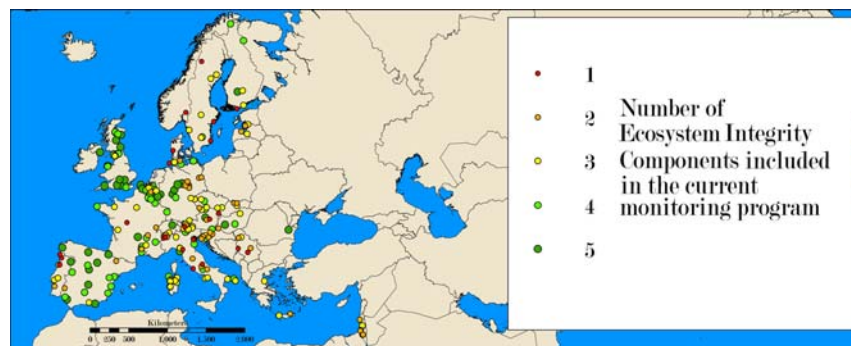 1
2
3
4
5
Number of
Ecosystem Integrity
Components included
in the current
monitoring program
Kilometers
0 250 500 1,000 1,500 2,000